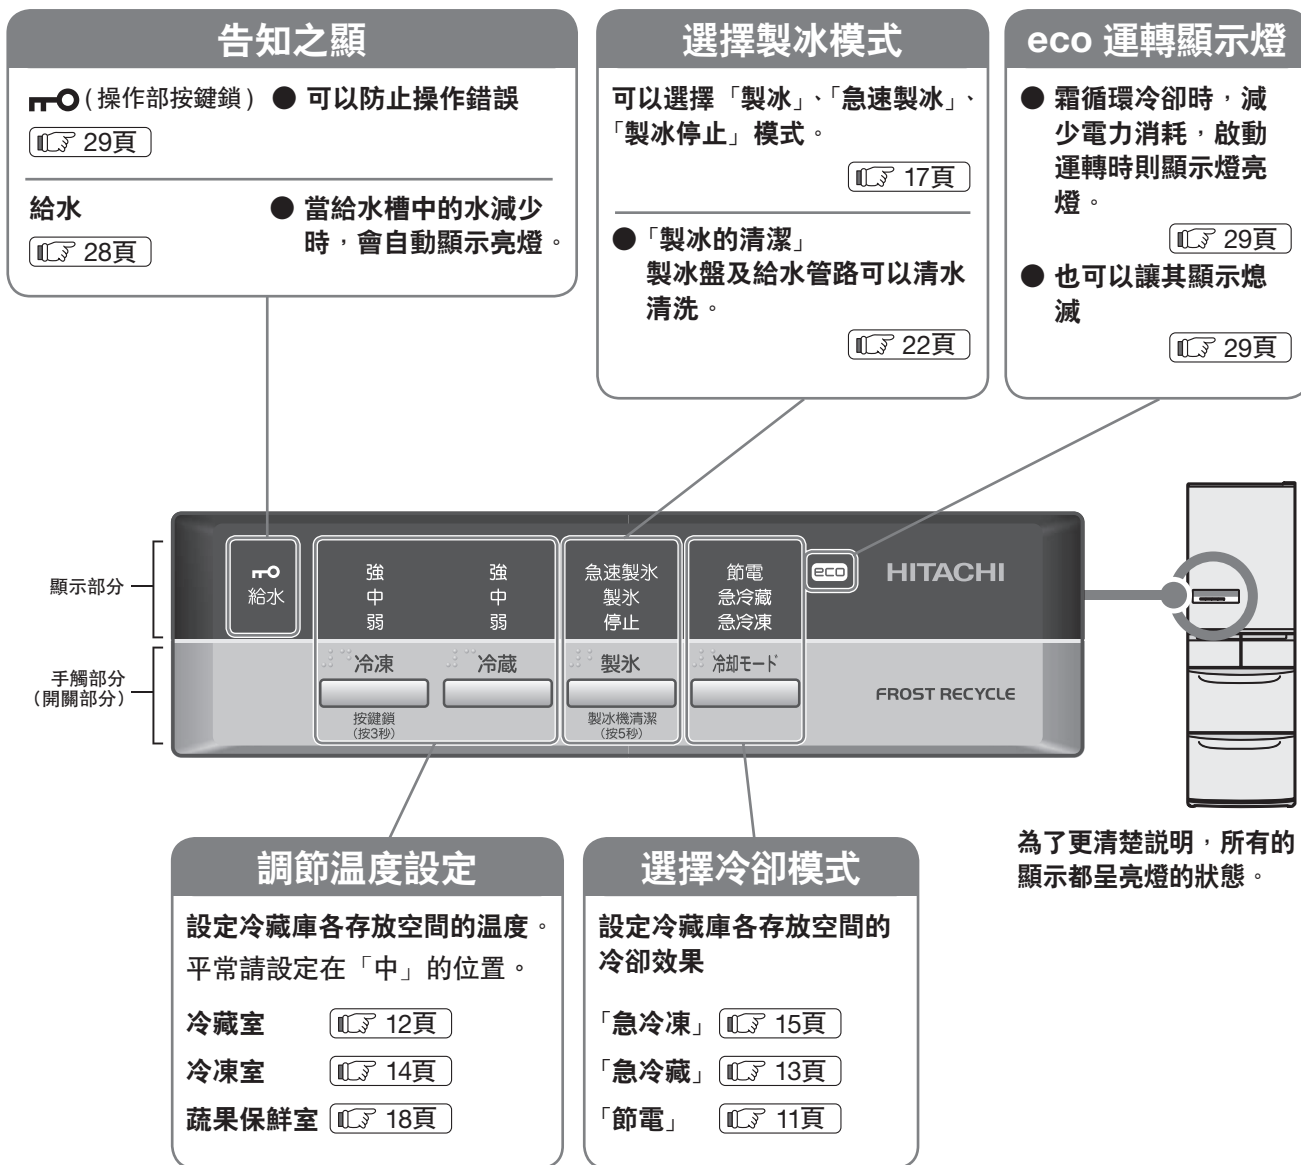 告知之顯
(操作部按鍵鎖) ● 可以防止操作錯誤
29頁
給水 ● 當給水槽中的水減少
時，會自動顯示亮燈。
28頁
選擇製冰模式
可以選擇「製冰」、「急速製冰」、
「製冰停止」模式。
17頁
●「製冰的清潔」
製冰盤及給水管路可以清水
清洗。
22頁
eco 運轉顯示燈
● 霜循環冷卻時，減
少電力消耗，啟動
運轉時則顯示燈亮
燈。
29頁
● 也可以讓其顯示熄
滅
29頁
顯示部分
手觸部分
(開關部分)
給水
強
中
弱
強
中
弱
急速製氷
製氷
停止
節電
急冷蔵
急冷凍
eco
HITACHI
冷凍
按鍵鎖
(按3秒)
冷蔵
製氷
製冰機清潔
(按5秒)
冷却モード
FROST RECYCLE
為了更清楚説明，所有的
顯示都呈亮燈的狀態。
調節温度設定
設定冷藏庫各存放空間的温度。
平常請設定在「中」的位置。
冷藏室 12頁
冷凍室 14頁
蔬果保鮮室 18頁
選擇冷卻模式
設定冷藏庫各存放空間的
冷卻效果
「急冷凍」 15頁
「急冷藏」 13頁
「節電」 11頁